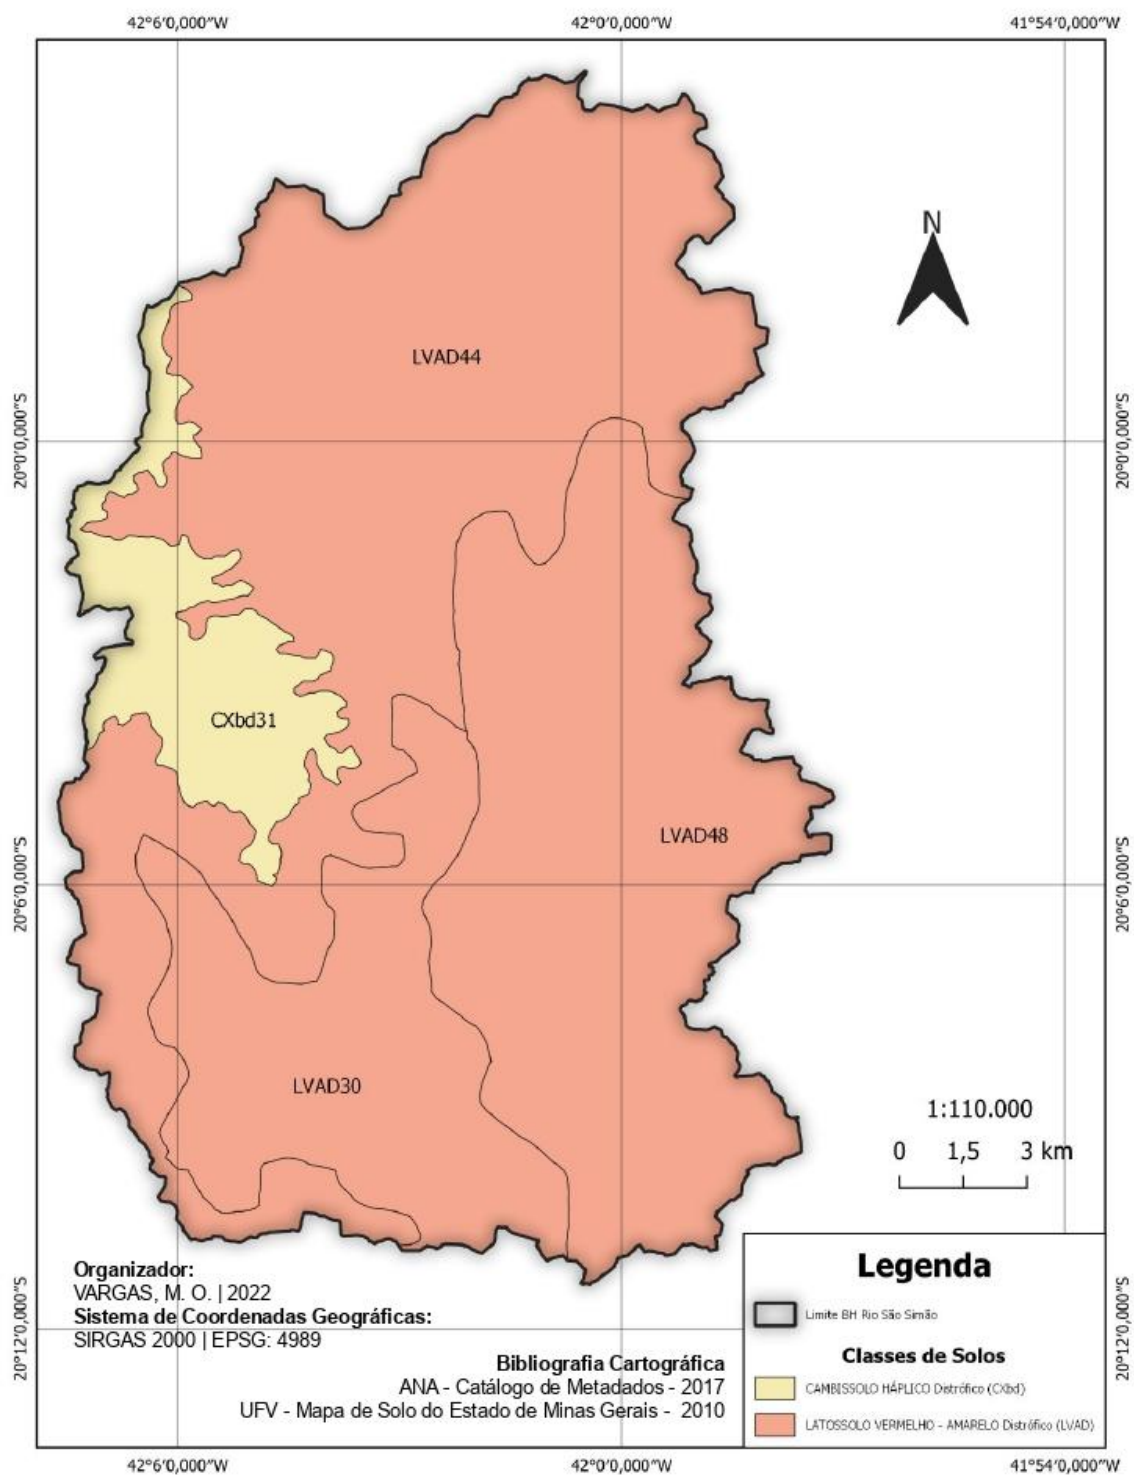 42°6'0,000"W
42°0'0,000"W
41°54'0,000"W
20°0'0,000"S
20°0'0,000"S
N
LVAD44
CXbd31
LVAD48
20°6'0,000"S
20°6'0,000"S
LVAD30
1:110.000
0 1,5 3 km
Organizador:
VARGAS, M. O. | 2022
Sistema de Coordenadas Geográficas:
SIRGAS 2000 | EPSG: 4989
Bibliografia Cartográfica
ANA - Catálogo de Metadados - 2017
UFV - Mapa de Solo do Estado de Minas Gerais - 2010
Legenda
Limite BH Rio São Simão
Classes de Solos
CAMBISSOLO HÁPLICO Distrófico (CXbd)
LATOSSOLO VERMELHO - AMARELO Distrófico (LVAD)
20°12'0,000"S
20°12'0,000"S
42°6'0,000"W
42°0'0,000"W
41°54'0,000"W